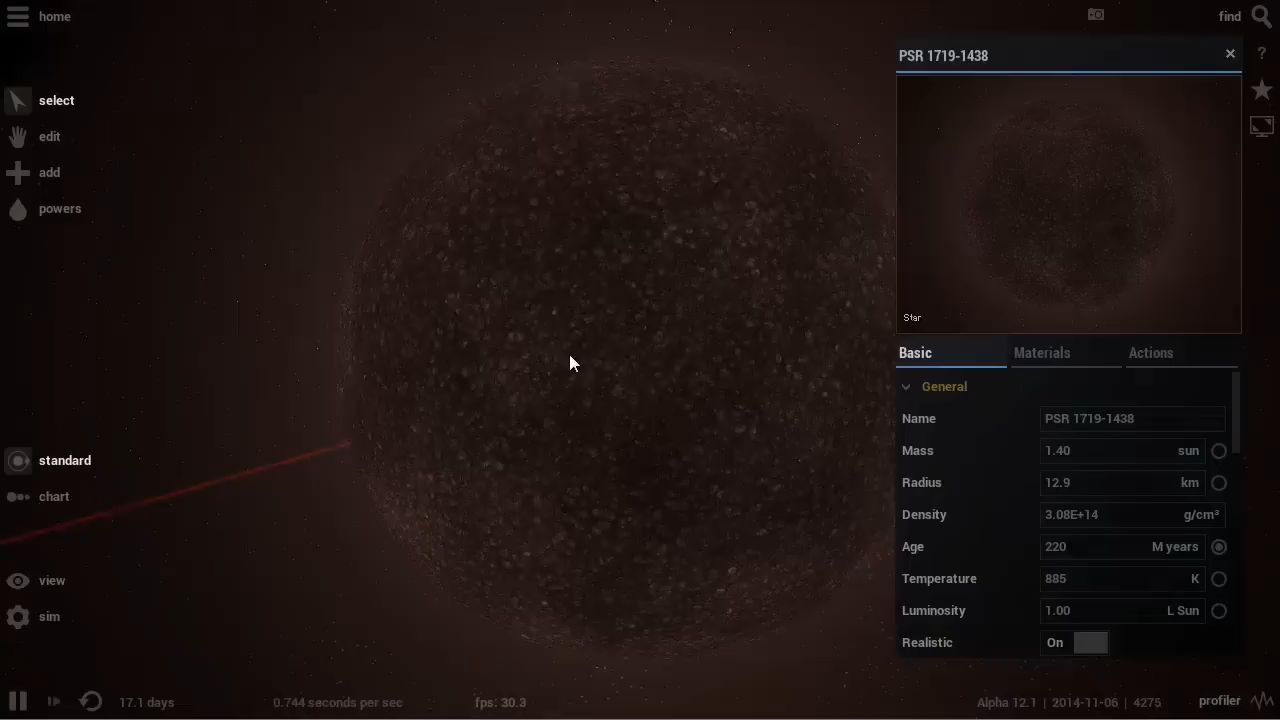 home
find
PSR 1719-1438
?
select
edit
add
powers
Star
Basic Materials Actions
General
Name PSR 1719-1438
Mass 1.40 sun
Radius 12.9 km
Density 3.08E+14 g/cm³
Age 220 M years
Temperature 885 K
Luminosity 1.00 L Sun
Realistic On
standard
chart
view
sim
17.1 days 0.744 seconds per sec fps: 30.3 Alpha 12.1 | 2014-11-06 | 4275 profiler